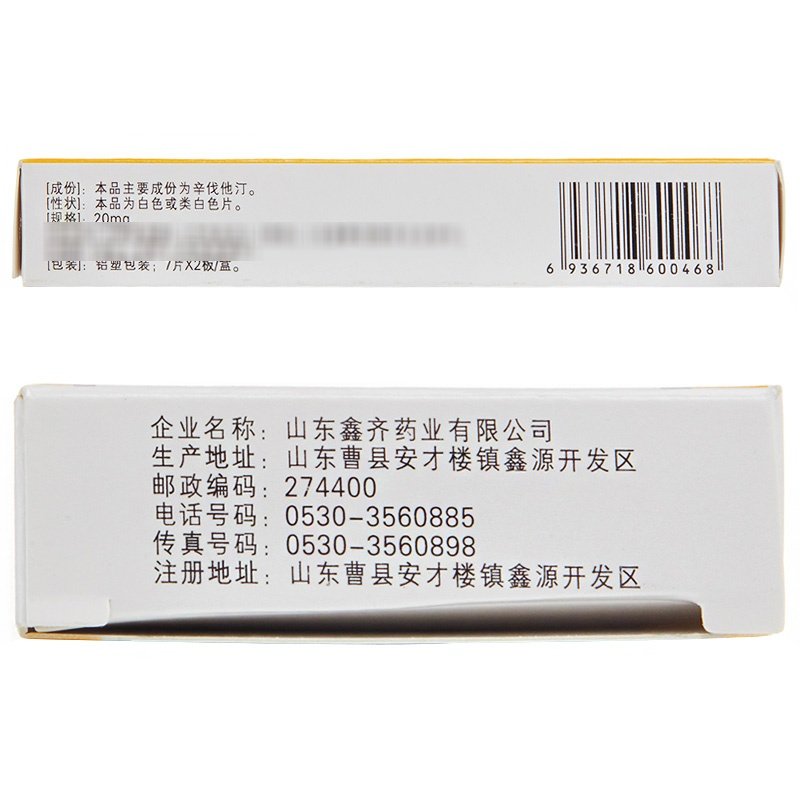 [成份]：本品主要成份为辛伐他汀。
[性状]：本品为白色或类白色片。
[规格]：20mg
[包装]：铝塑包装；7片X2板/盒。
6 936718 600468
企业名称：山东鑫齐药业有限公司
生产地址：山东曹县安才楼镇鑫源开发区
邮政编码：274400
电话号码：0530-3560885
传真号码：0530-3560898
注册地址：山东曹县安才楼镇鑫源开发区